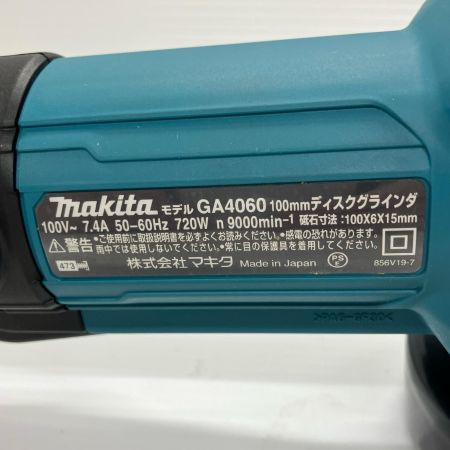 makita モデル GA4060 100mmディスクグラインダ
100V~ 7.4A 50-60Hz 720W n 9000min-1 砥石寸法:100X6X15mm
警告 ・ご使用前に取扱説明書をよくお読みください。・感電の恐れがあります。
雨中で使用しないでください。・常に目の保護具を着用してください。
473
株式会社マキタ Made in Japan PS E 856V19-7